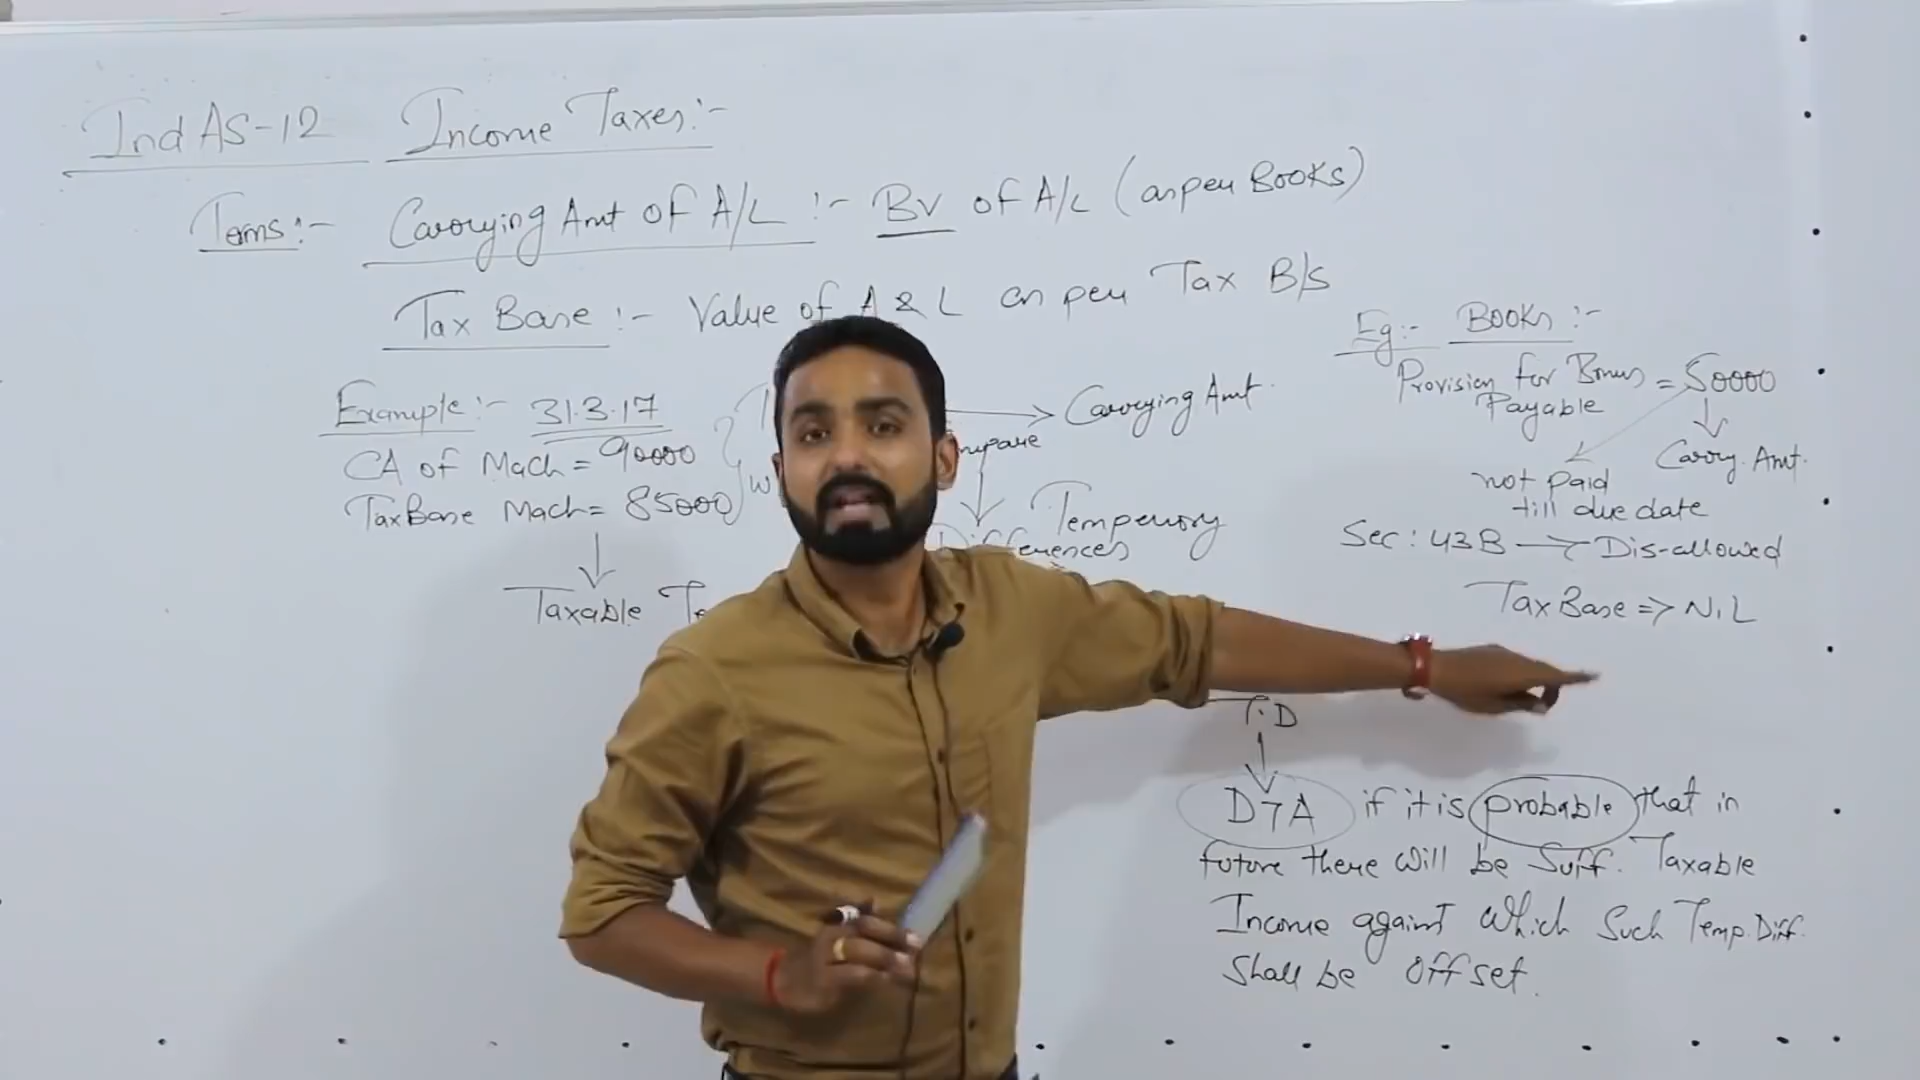 Ind AS-12 Income Taxes:-
Terms:- Carrying Amt of A/L :- BV of A/L (as per Books)
Tax Base :- Value of A & L as per Tax B/S
Example:- 31.3.17
CA of Mach = 90000
Tax Base Mach = 85000
Taxable Te
Carrying Amt.
mpare
Temperory
Differences
Eg:- Books :-
Provision for Bonus = 50000
Payable
Carry. Amt.
not paid
till due date
Sec: 43B → Dis-allowed
Tax Base => NIL
T.D
DTA if it is probable that in
future there will be Suff. Taxable
Income against which Such Temp. Diff.
Shall be offset.